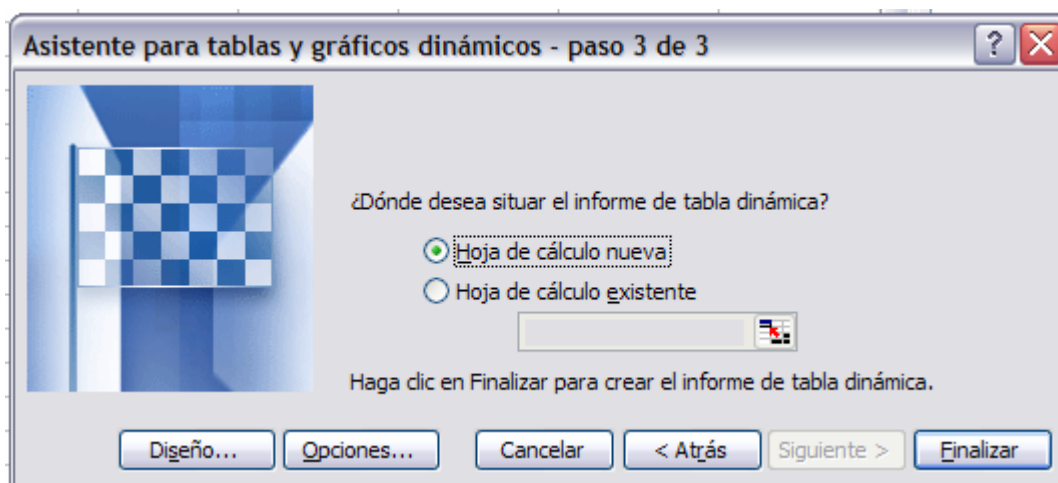 Asistente para tablas y gráficos dinámicos - paso 3 de 3
¿Dónde desea situar el informe de tabla dinámica?
Hoja de cálculo nueva
Hoja de cálculo existente
Haga clic en Finalizar para crear el informe de tabla dinámica.
Diseño... Opciones... Cancelar < Atrás Siguiente > Finalizar